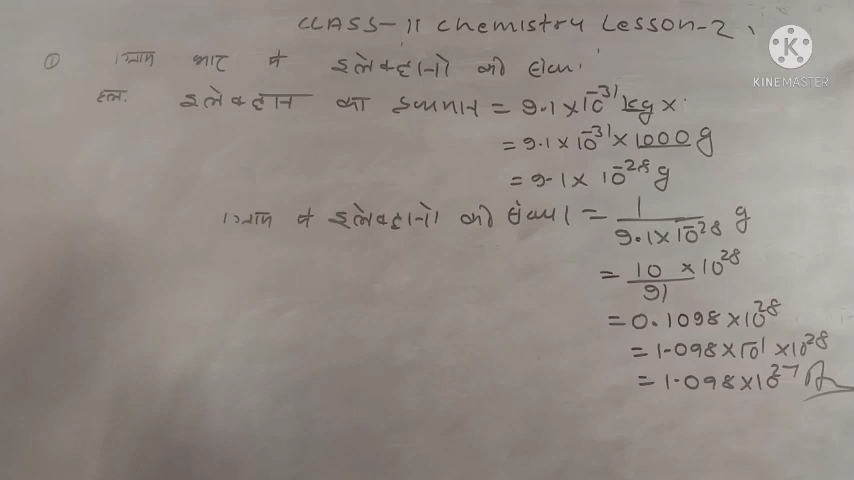 CLASS-11 Chemistry Lesson-2.
K
KINEMASTER
① 1 ग्राम भार में इलेक्ट्रानो की संख्या
हल. इलेक्ट्रान का द्रव्यमान = 9.1 × 10⁻³¹ kg ×
= 9.1 × 10⁻³¹ × 1000 g
= 9.1 × 10⁻²⁸ g
1 ग्राम में इलेक्ट्रानो की संख्या = 1 / 9.1 × 10⁻²⁸ g
= 10 / 91 × 10²⁸
= 0.1098 × 10²⁸
= 1.098 × 10⁻¹ × 10²⁸
= 1.098 × 10²⁷